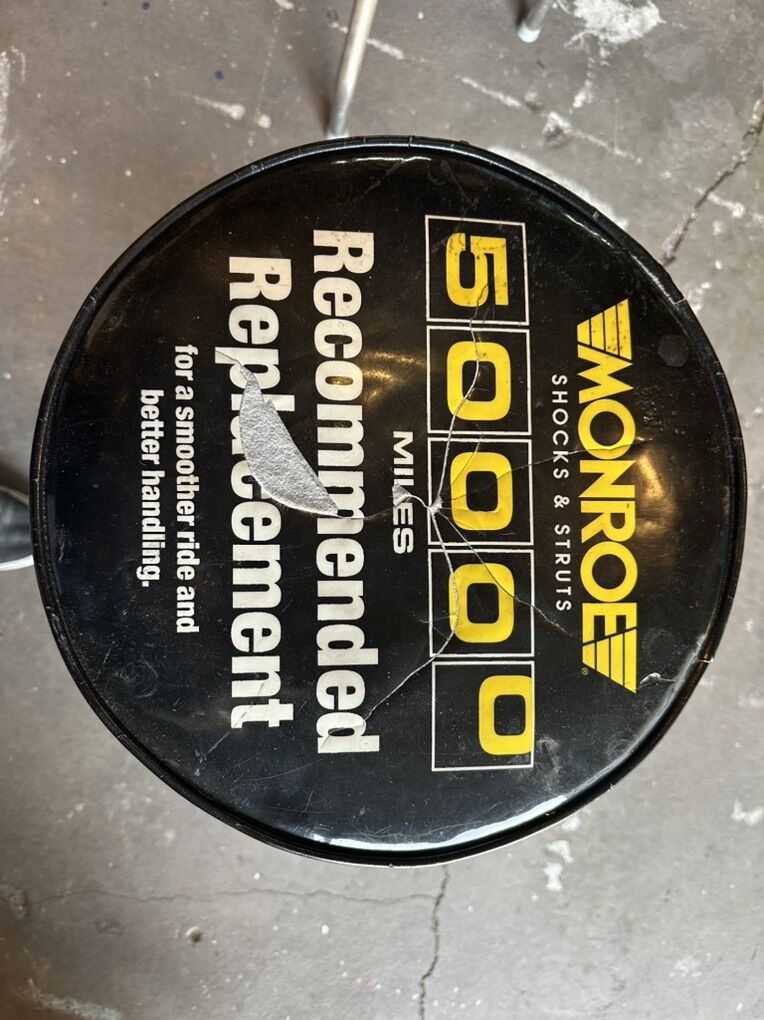 MONROE®
SHOCKS & STRUTS
50000
MILES
Recommended
Replacement
for a smoother ride and
better handling.